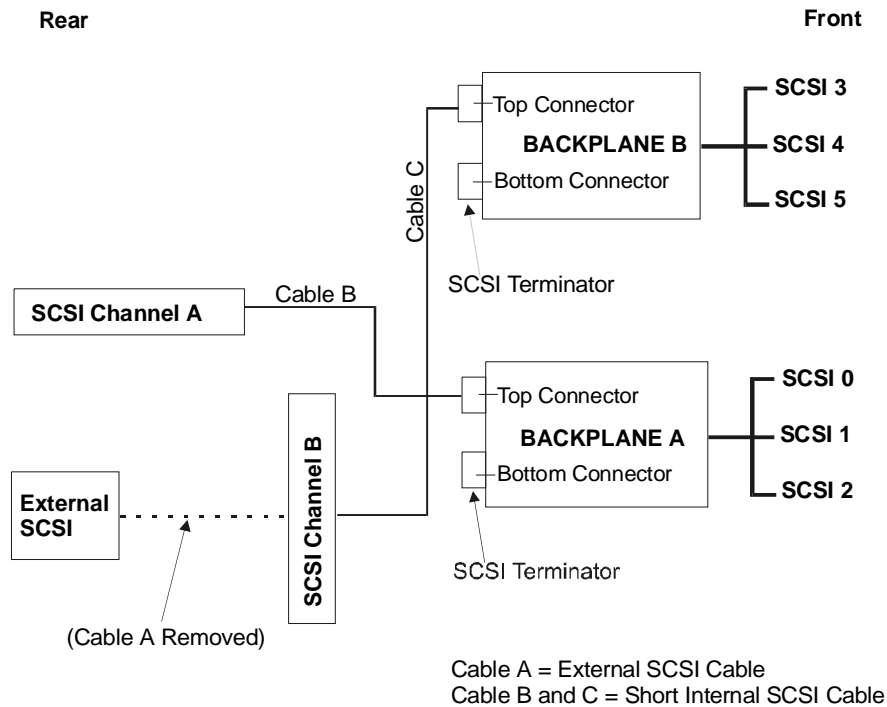 Rear
Front
Top Connector
BACKPLANE B
Bottom Connector
SCSI 3
SCSI 4
SCSI 5
Cable C
SCSI Terminator
Cable B
SCSI Channel A
Top Connector
BACKPLANE A
Bottom Connector
SCSI 0
SCSI 1
SCSI 2
SCSI Channel B
External
SCSI
SCSI Terminator
(Cable A Removed)
Cable A = External SCSI Cable
Cable B and C = Short Internal SCSI Cable